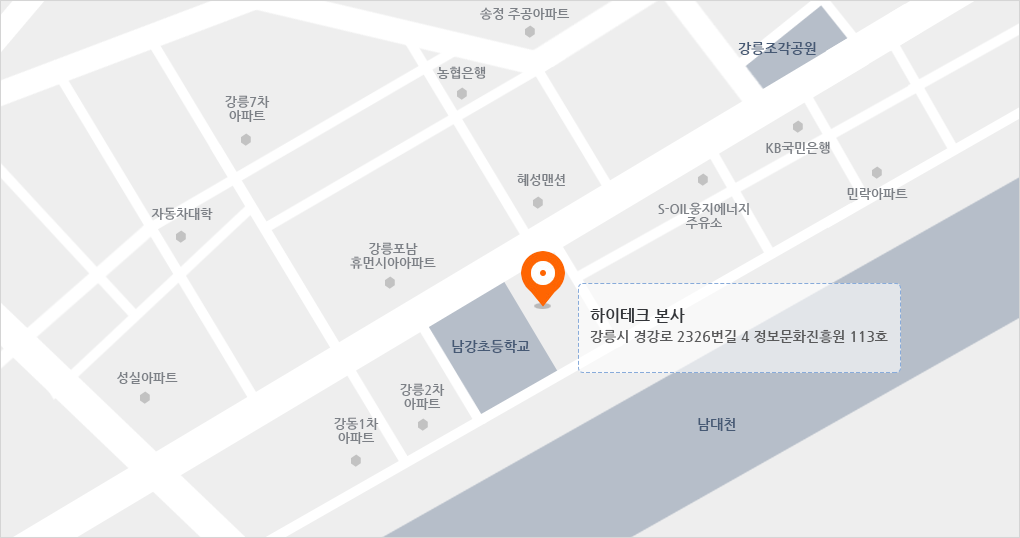 송정 주공아파트
강릉조각공원
농협은행
강릉7차
아파트
KB국민은행
혜성맨션
민락아파트
S-OIL웅지에너지
주유소
자동차대학
강릉포남
휴먼시아아파트
하이테크 본사
강릉시 경강로 2326번길 4 정보문화진흥원 113호
남강초등학교
성실아파트
강릉2차
아파트
강동1차
아파트
남대천